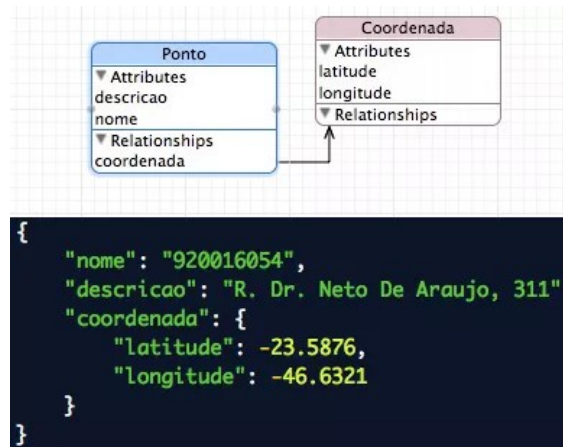 Ponto
▼ Attributes
descricao
nome
▼ Relationships
coordenada
Coordenada
▼ Attributes
latitude
longitude
▼ Relationships
{
    "nome": "920016054",
    "descricao": "R. Dr. Neto De Araujo, 311"
    "coordenada": {
        "latitude": -23.5876,
        "longitude": -46.6321
    }
}